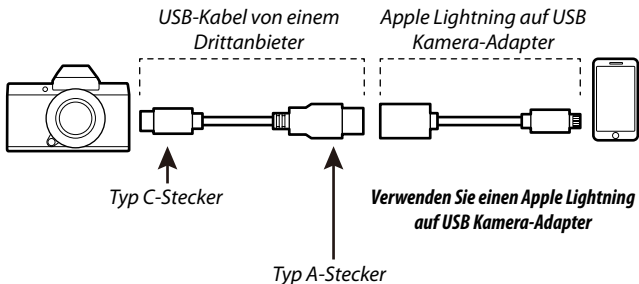 USB-Kabel von einem
Drittanbieter
Apple Lightning auf USB
Kamera-Adapter
Typ C-Stecker
Verwenden Sie einen Apple Lightning
auf USB Kamera-Adapter
Typ A-Stecker